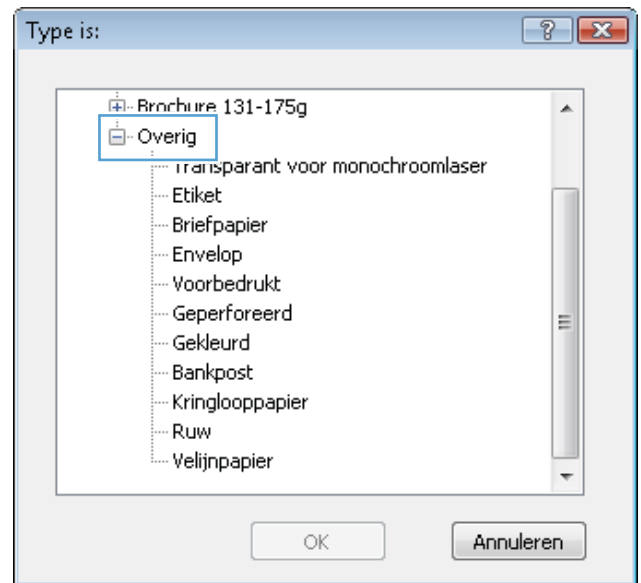 Type is:
Brochure 131-175g
Overig
Transparant voor monochroomlaser
Etiket
Briefpapier
Envelop
Voorbedrukt
Geperforeerd
Gekleurd
Bankpost
Kringlooppapier
Ruw
Velijnpapier
OK Annuleren